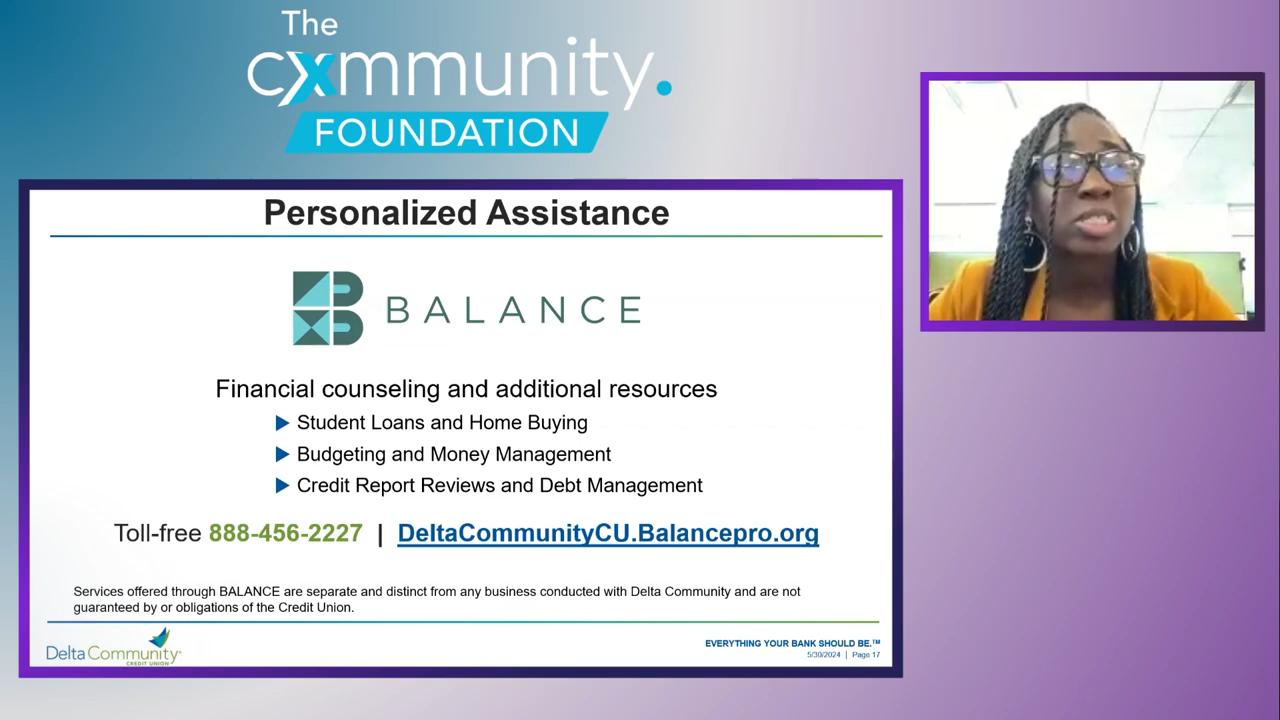 The
cxmmunity.
FOUNDATION
Personalized Assistance
BALANCE
Financial counseling and additional resources
Student Loans and Home Buying
Budgeting and Money Management
Credit Report Reviews and Debt Management
Toll-free 888-456-2227 | DeltaCommunityCU.Balancepro.org
Services offered through BALANCE are separate and distinct from any business conducted with Delta Community and are not
guaranteed by or obligations of the Credit Union.
Delta Community
CREDIT UNION
EVERYTHING YOUR BANK SHOULD BE.™
5/30/2024 | Page 17